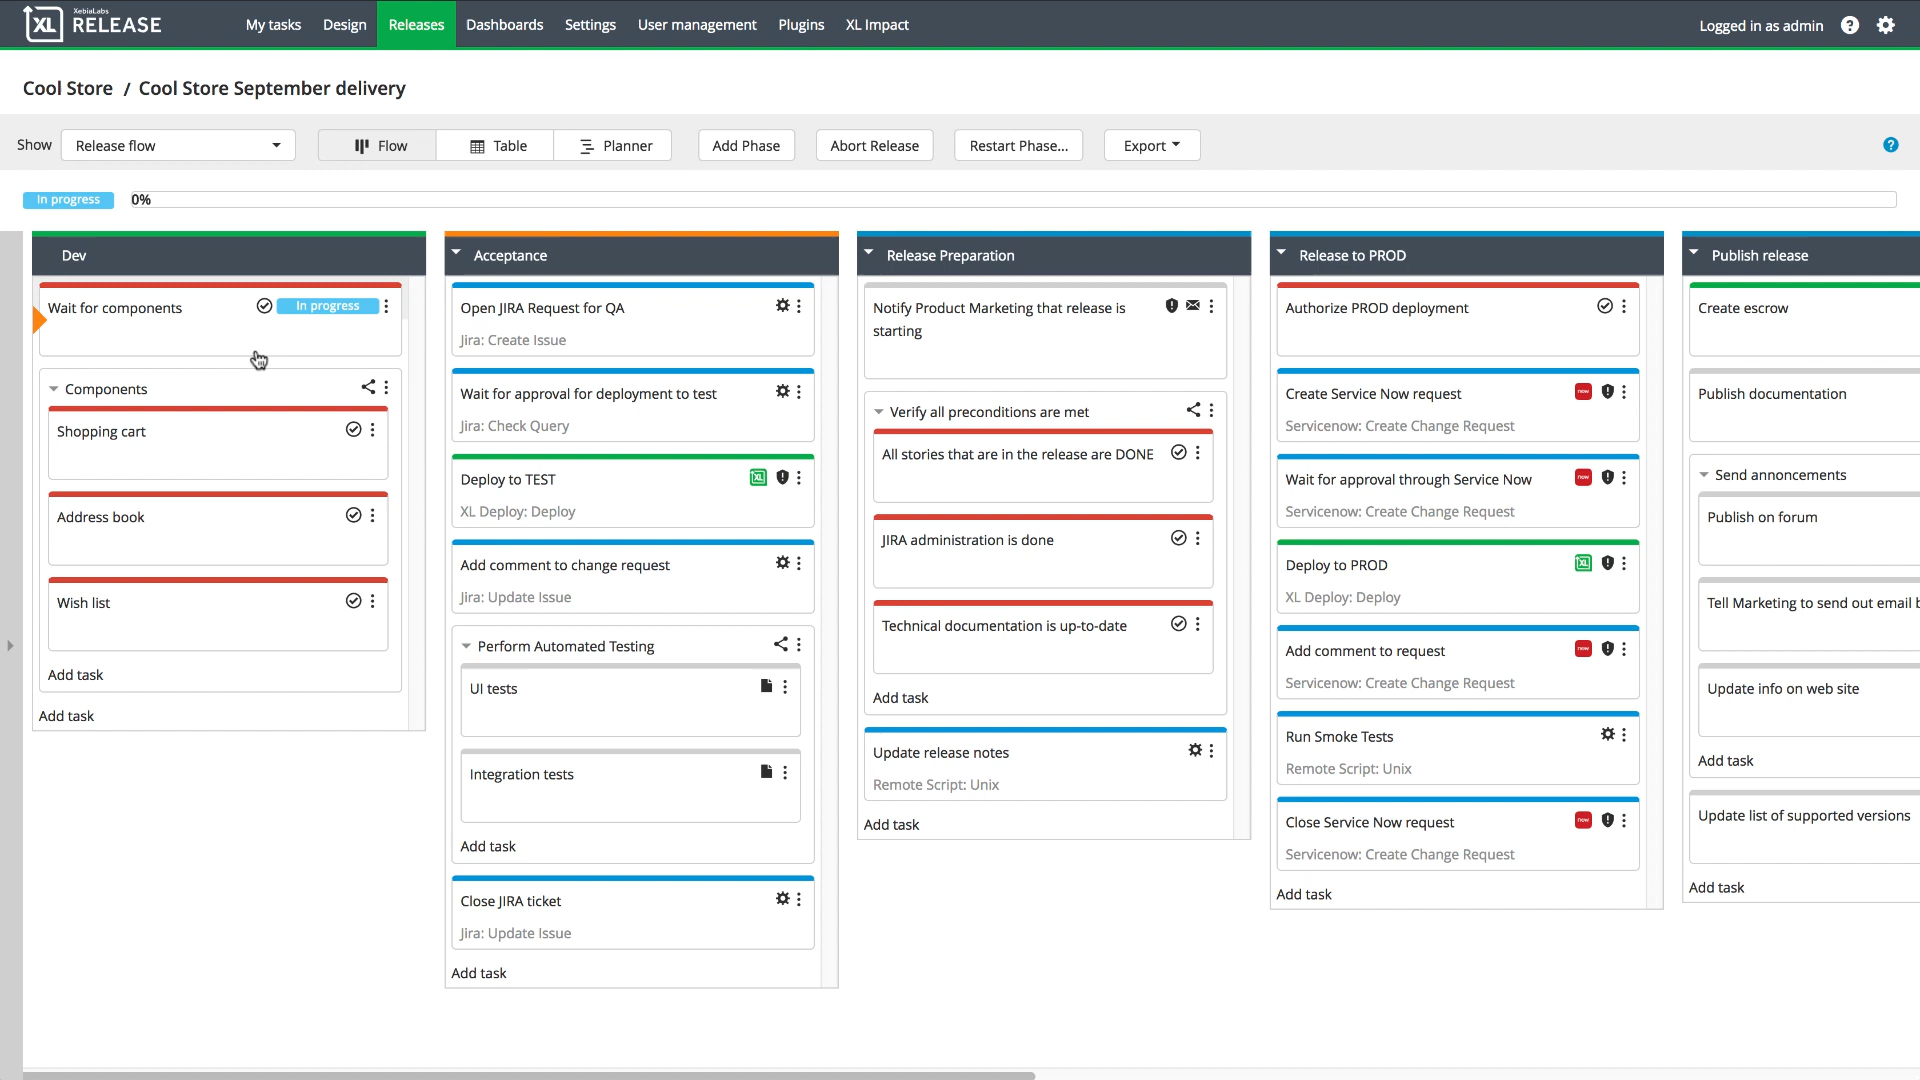 XebiaLabs
XL RELEASE
My tasks Design Releases Dashboards Settings User management Plugins XL Impact
Logged in as admin
Cool Store / Cool Store September delivery
Show Release flow Flow Table Planner Add Phase Abort Release Restart Phase... Export
In progress 0%
Dev
Wait for components In progress
Components
Shopping cart
Address book
Wish list
Add task
Add task
Acceptance
Open JIRA Request for QA
Jira: Create Issue
Wait for approval for deployment to test
Jira: Check Query
Deploy to TEST
XL
XL Deploy: Deploy
Add comment to change request
Jira: Update Issue
Perform Automated Testing
UI tests
Integration tests
Add task
Close JIRA ticket
Jira: Update Issue
Add task
Release Preparation
Notify Product Marketing that release is
starting
Verify all preconditions are met
All stories that are in the release are DONE
JIRA administration is done
Technical documentation is up-to-date
Add task
Update release notes
Remote Script: Unix
Add task
Release to PROD
Authorize PROD deployment
Create Service Now request
now
Servicenow: Create Change Request
Wait for approval through Service Now
now
Servicenow: Create Change Request
Deploy to PROD
XL
XL Deploy: Deploy
Add comment to request
now
Servicenow: Create Change Request
Run Smoke Tests
Remote Script: Unix
Close Service Now request
now
Servicenow: Create Change Request
Add task
Publish release
Create escrow
Publish documentation
Send annoncements
Publish on forum
Tell Marketing to send out email
Update info on web site
Add task
Update list of supported versions
Add task